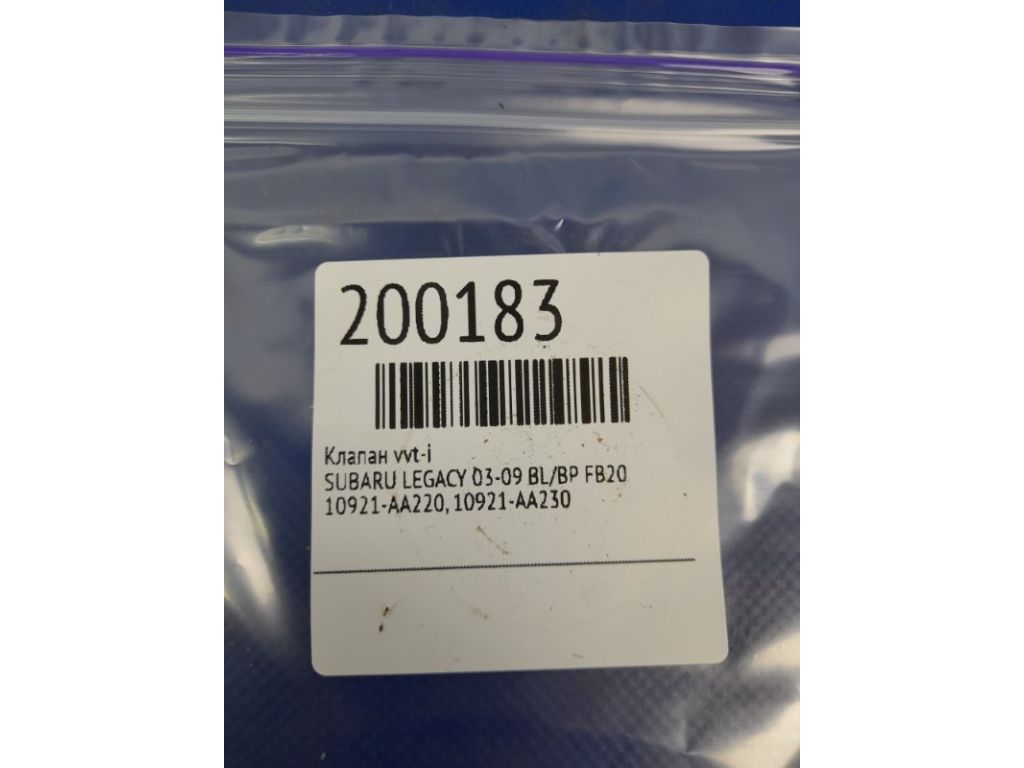 200183
Клапан vvt-i
SUBARU LEGACY 03-09 BL/BP FB20
10921-AA220, 10921-AA230